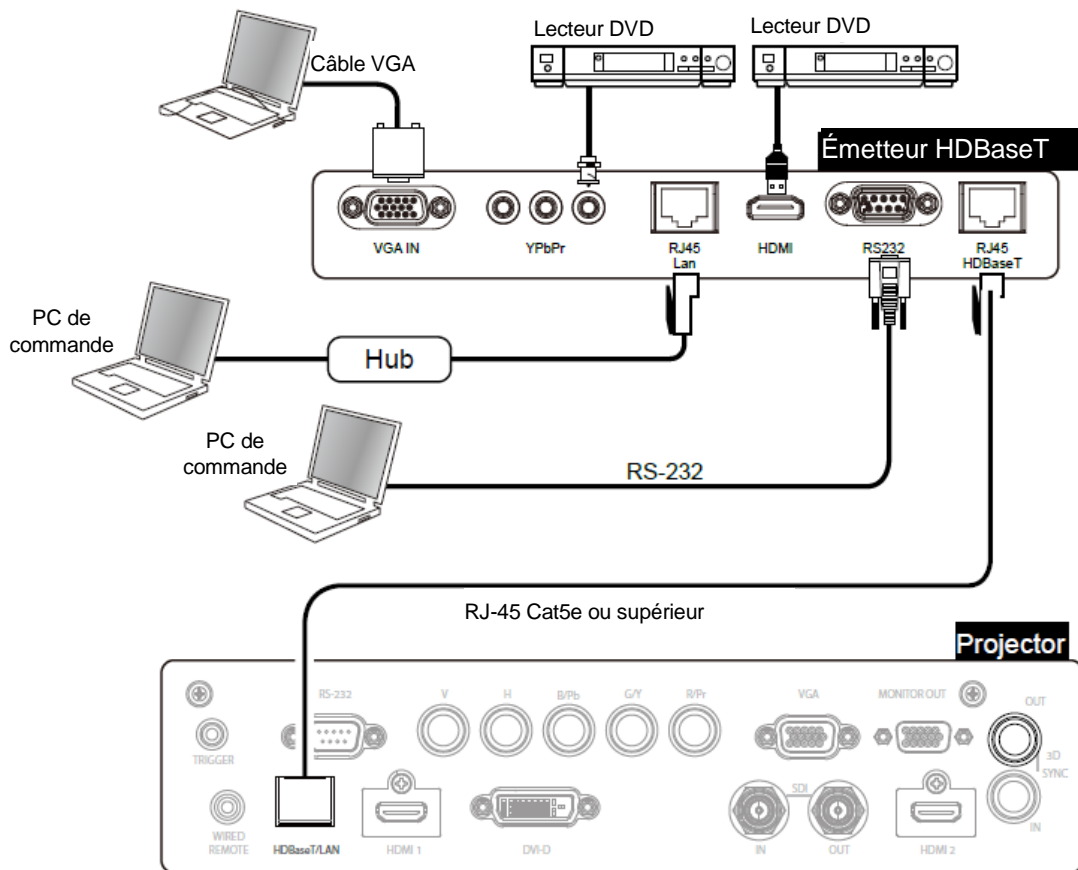 Lecteur DVD
Lecteur DVD
Câble VGA
Émetteur HDBaseT
VGA IN
YPbPr
RJ45
Lan
HDMI
RS232
RJ45
HDBaseT
PC de
commande
Hub
PC de
commande
RS-232
RJ-45 Cat5e ou supérieur
Projector
RS-232
V
H
B/Pb
G/Y
R/Pr
VGA
MONITOR OUT
OUT
TRIGGER
3D
SYNC
SDI
IN
WIRED
REMOTE
HDBaseT/LAN
HDMI 1
DVI-D
IN
OUT
HDMI 2